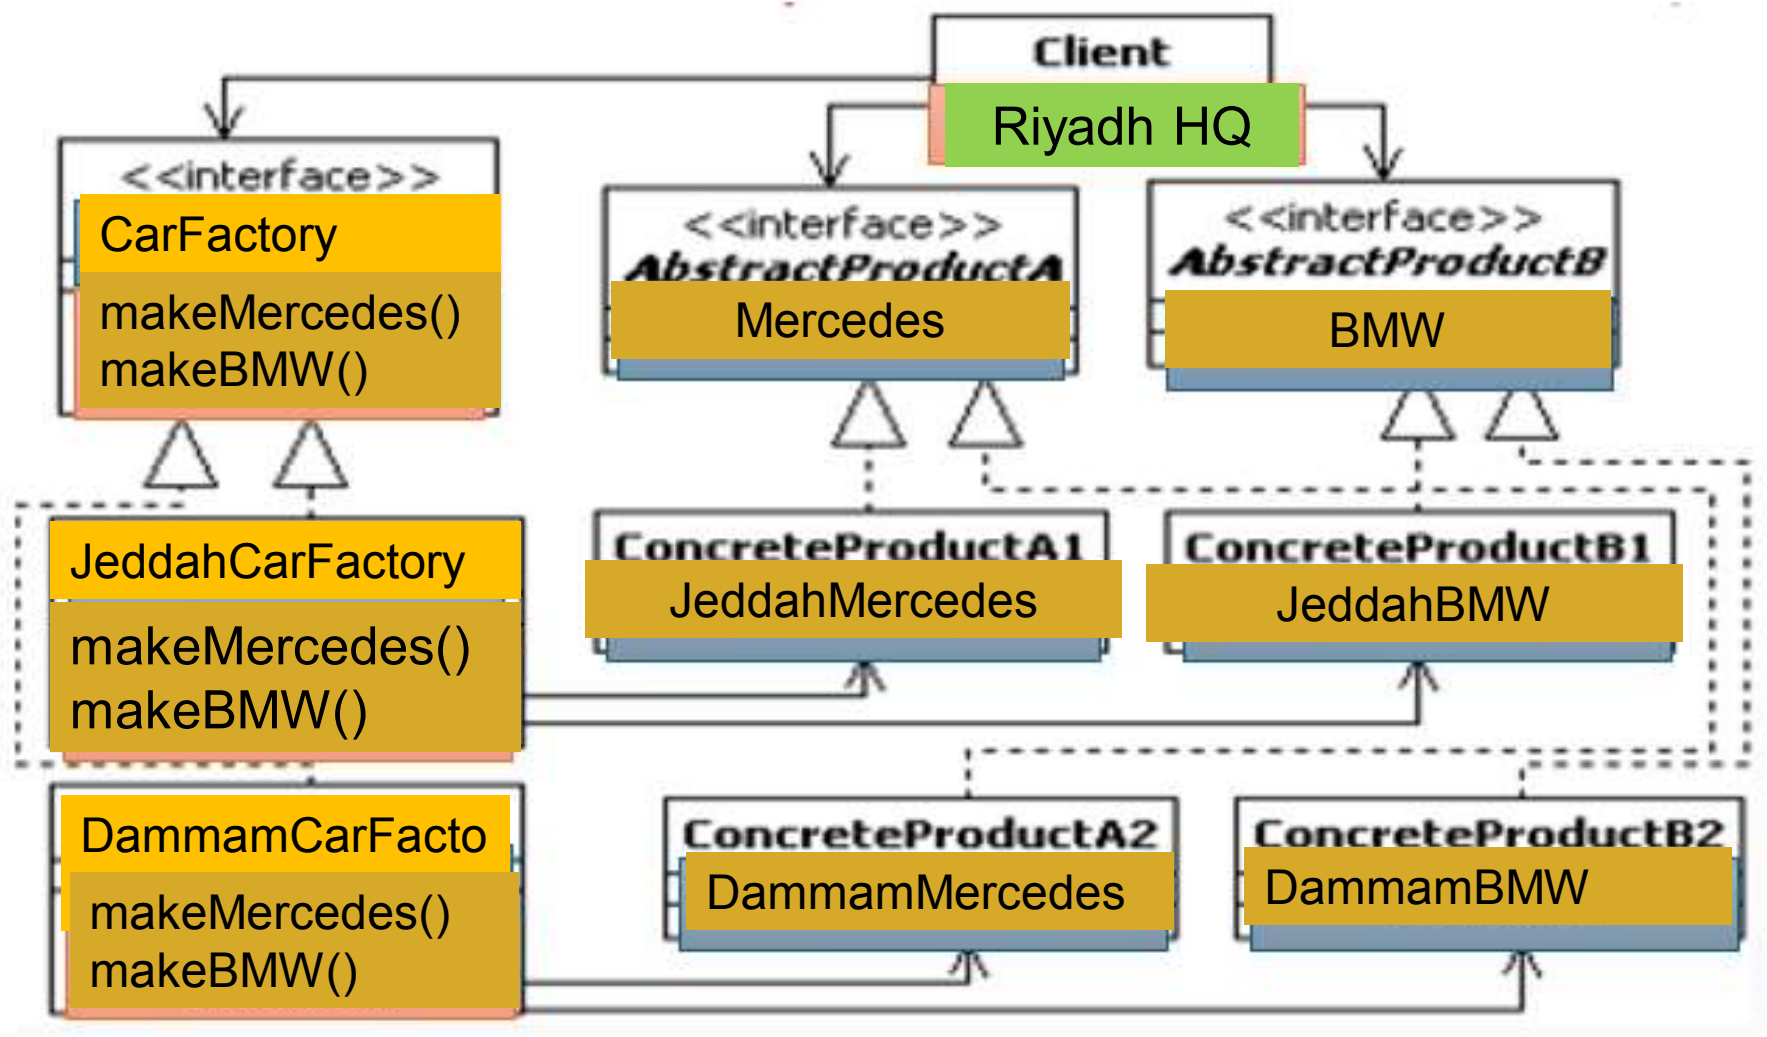 Client
Riyadh HQ
<<interface>>
CarFactory
makeMercedes()
makeBMW()
<<interface>>
AbstractProductA
Mercedes
<<interface>>
AbstractProductB
BMW
JeddahCarFactory
makeMercedes()
makeBMW()
ConcreteProductA1
JeddahMercedes
ConcreteProductB1
JeddahBMW
DammamCarFacto
makeMercedes()
makeBMW()
ConcreteProductA2
DammamMercedes
ConcreteProductB2
DammamBMW